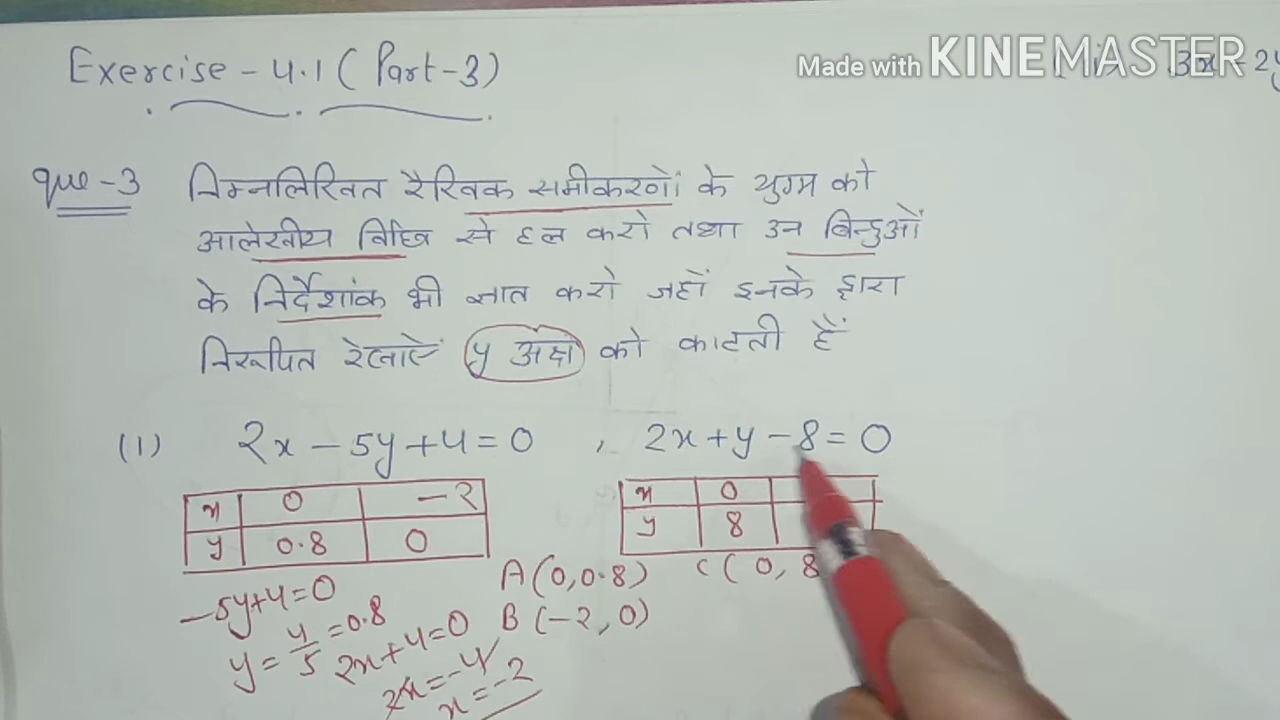 Exercise - 4.1 ( Part-3)
Made with KINEMASTER
3x - 2y
que-3 निम्नलिखित रैखिक समीकरणों के युग्म को
आलेखीय विधि से हल करो तथा उन बिन्दुओं
के निर्देशांक भी ज्ञात करो जहाँ इनके द्वारा
निरूपित रेखाऐं y अक्ष को काटती हैं
(1) 2x - 5y + 4 = 0 , 2x + y - 8 = 0
x 0 -2
y 0.8 0
x 0
y 8
-5y+4=0
y = 4/5 = 0.8
2x+4=0
2x=-4
x=-2
A (0, 0.8)
B (-2, 0)
C ( 0, 8